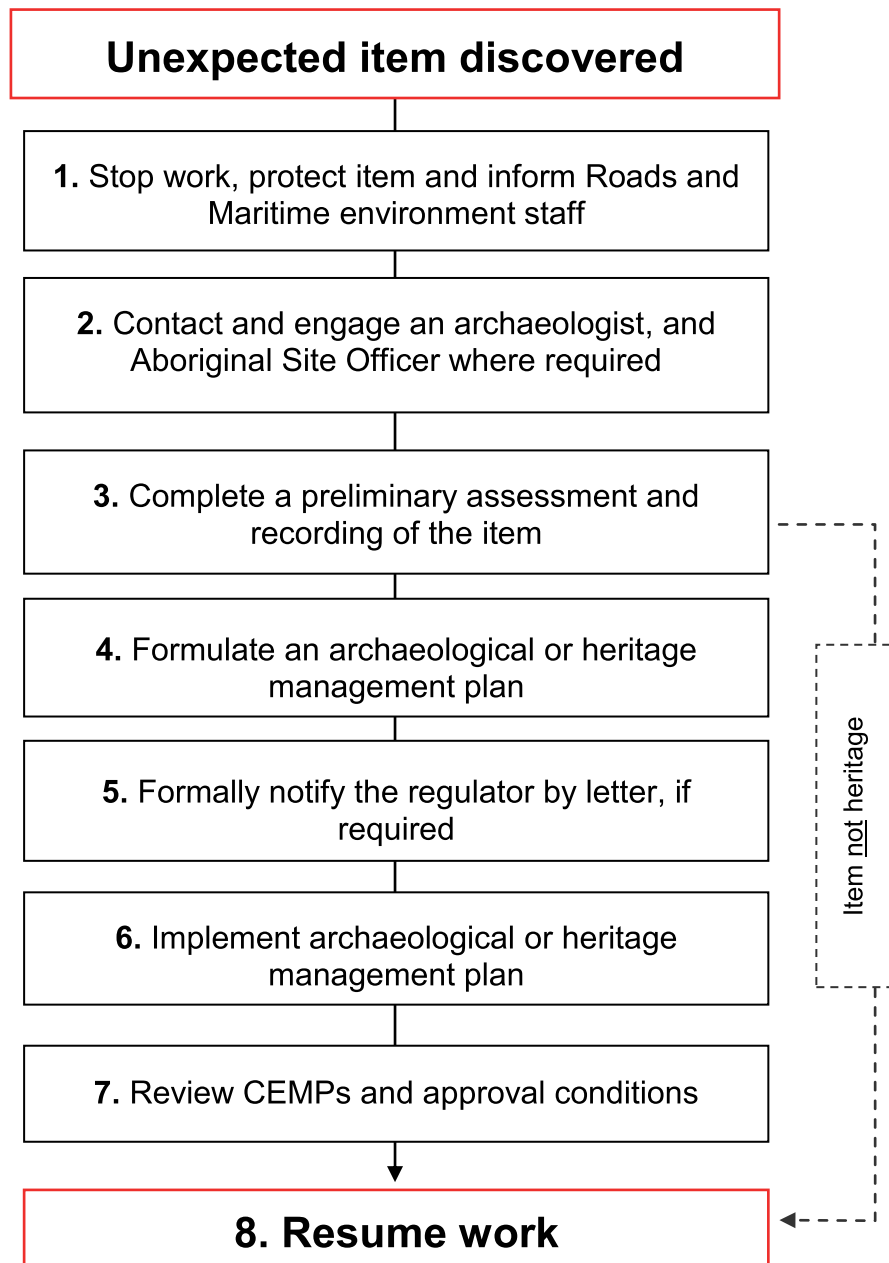 Unexpected item discovered
1. Stop work, protect item and inform Roads and
Maritime environment staff
2. Contact and engage an archaeologist, and
Aboriginal Site Officer where required
3. Complete a preliminary assessment and
recording of the item
4. Formulate an archaeological or heritage
management plan
5. Formally notify the regulator by letter, if
required
6. Implement archaeological or heritage
management plan
7. Review CEMPs and approval conditions
8. Resume work
Item not heritage